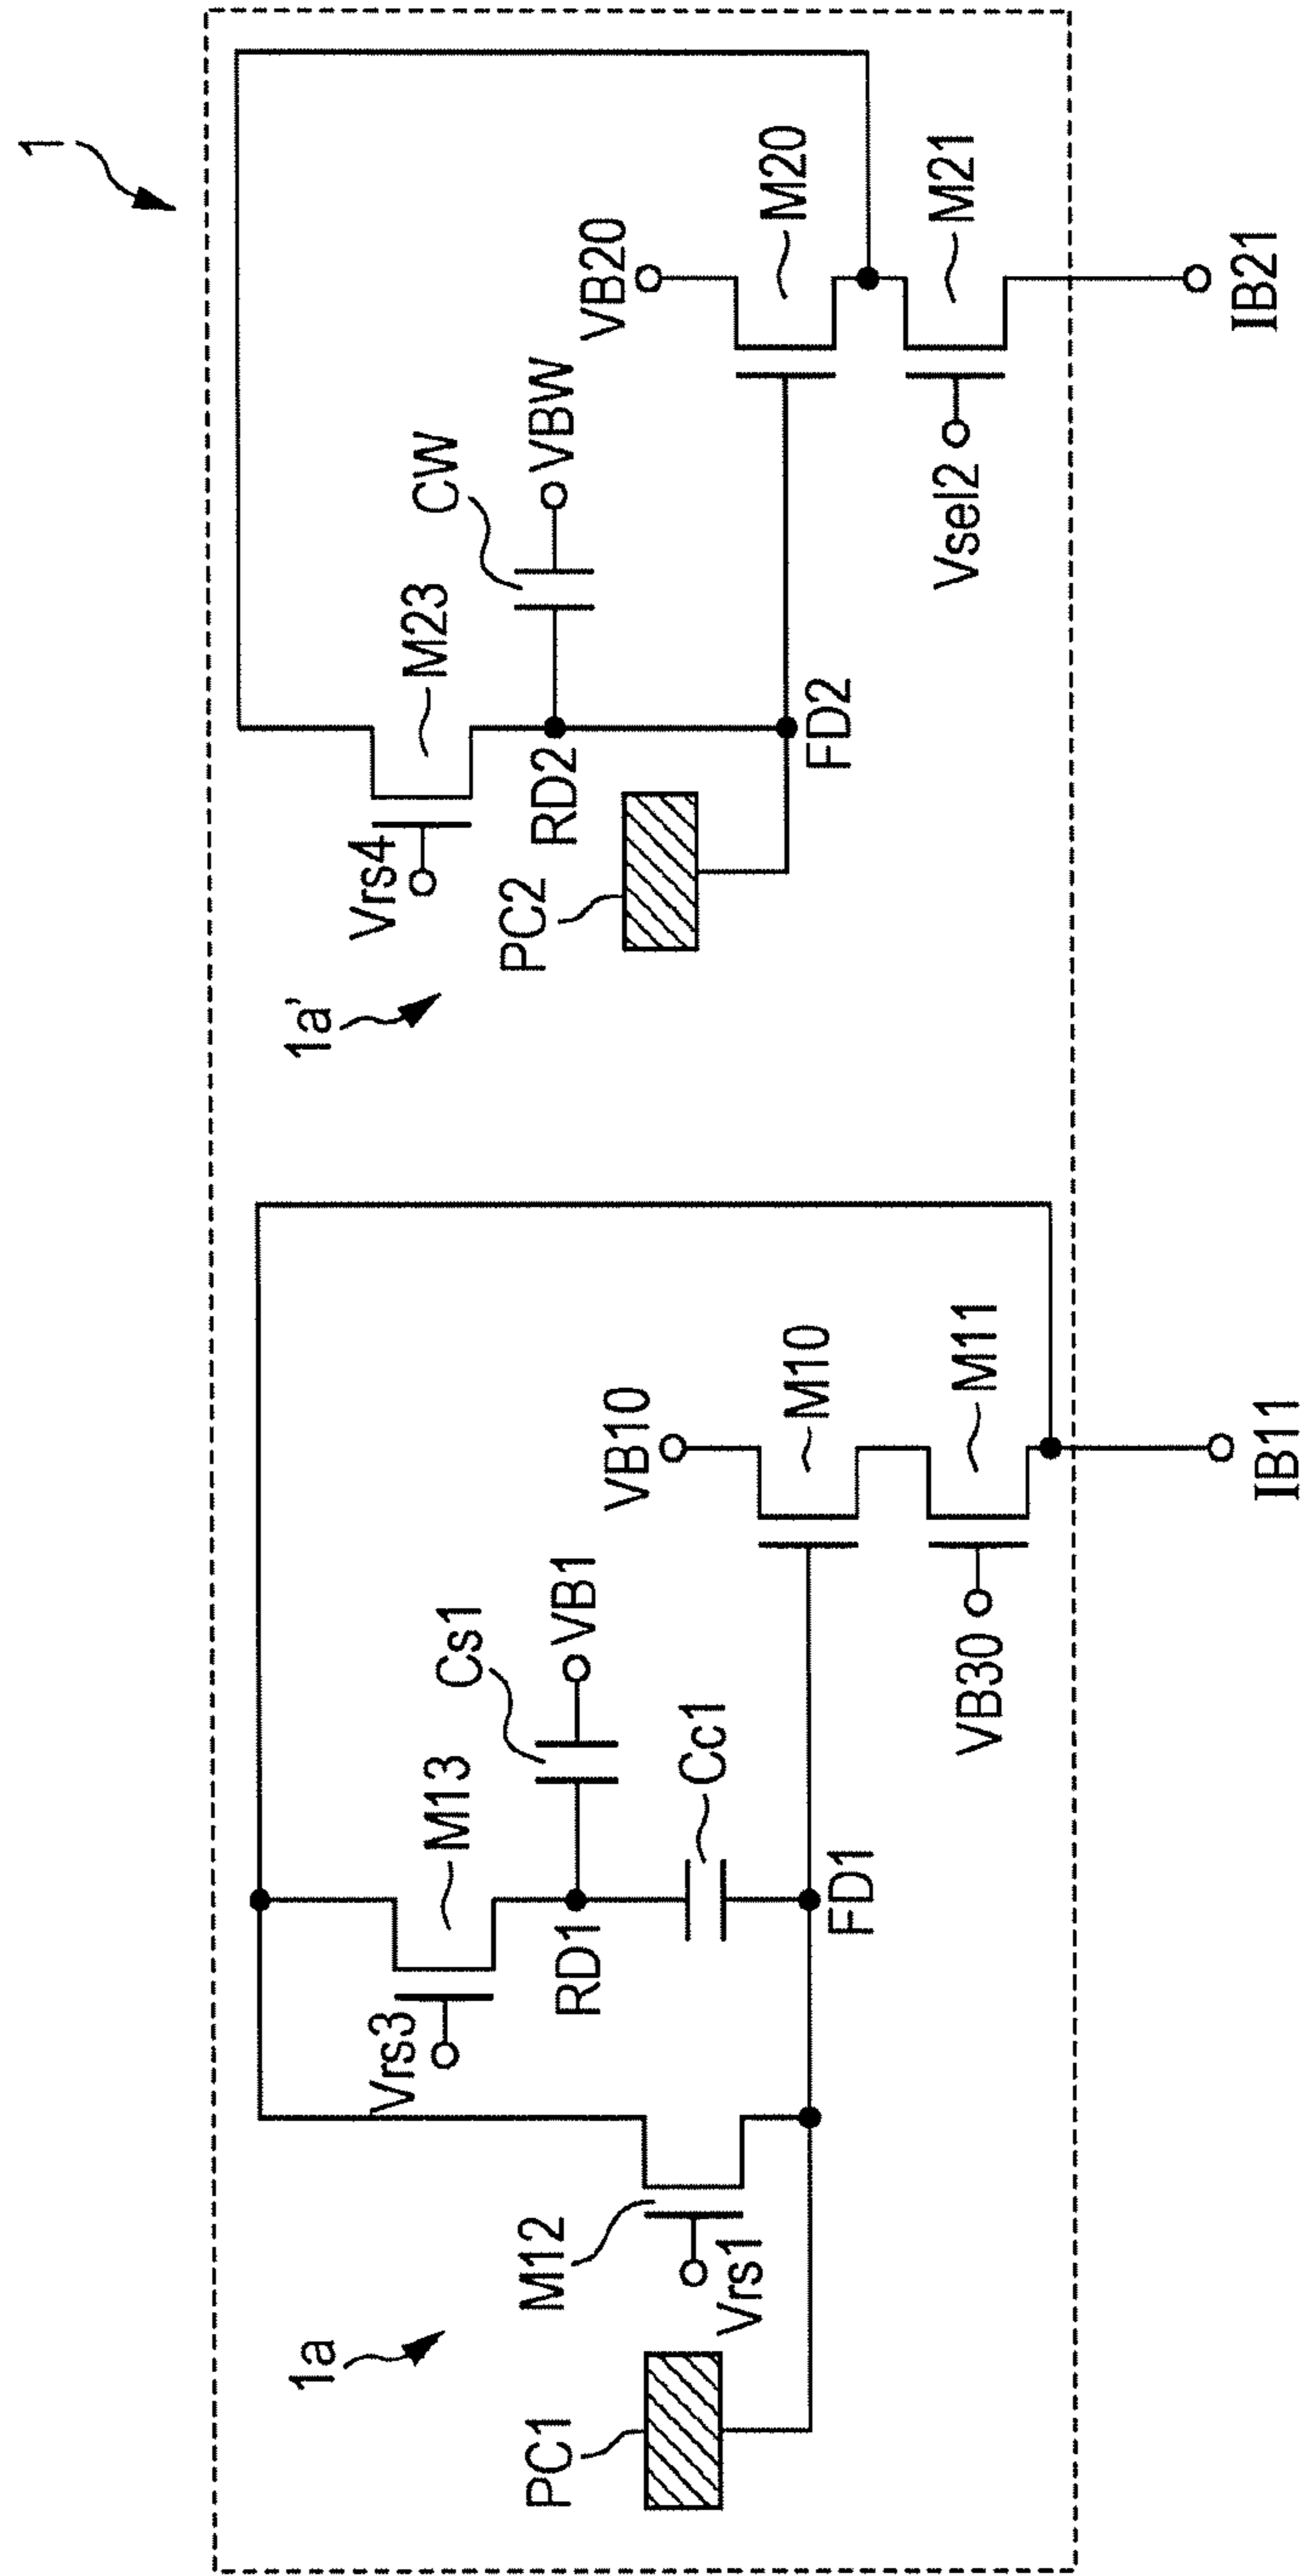 1
1a
PC1
M12
Vrs1
Vrs3
M13
RD1
Cs1
VB1
Cc1
FD1
VB10
M10
M11
VB30
IB11
1a'
PC2
Vrs4
M23
RD2
CW
VBW
FD2
VB20
M20
M21
Vsel2
IB21